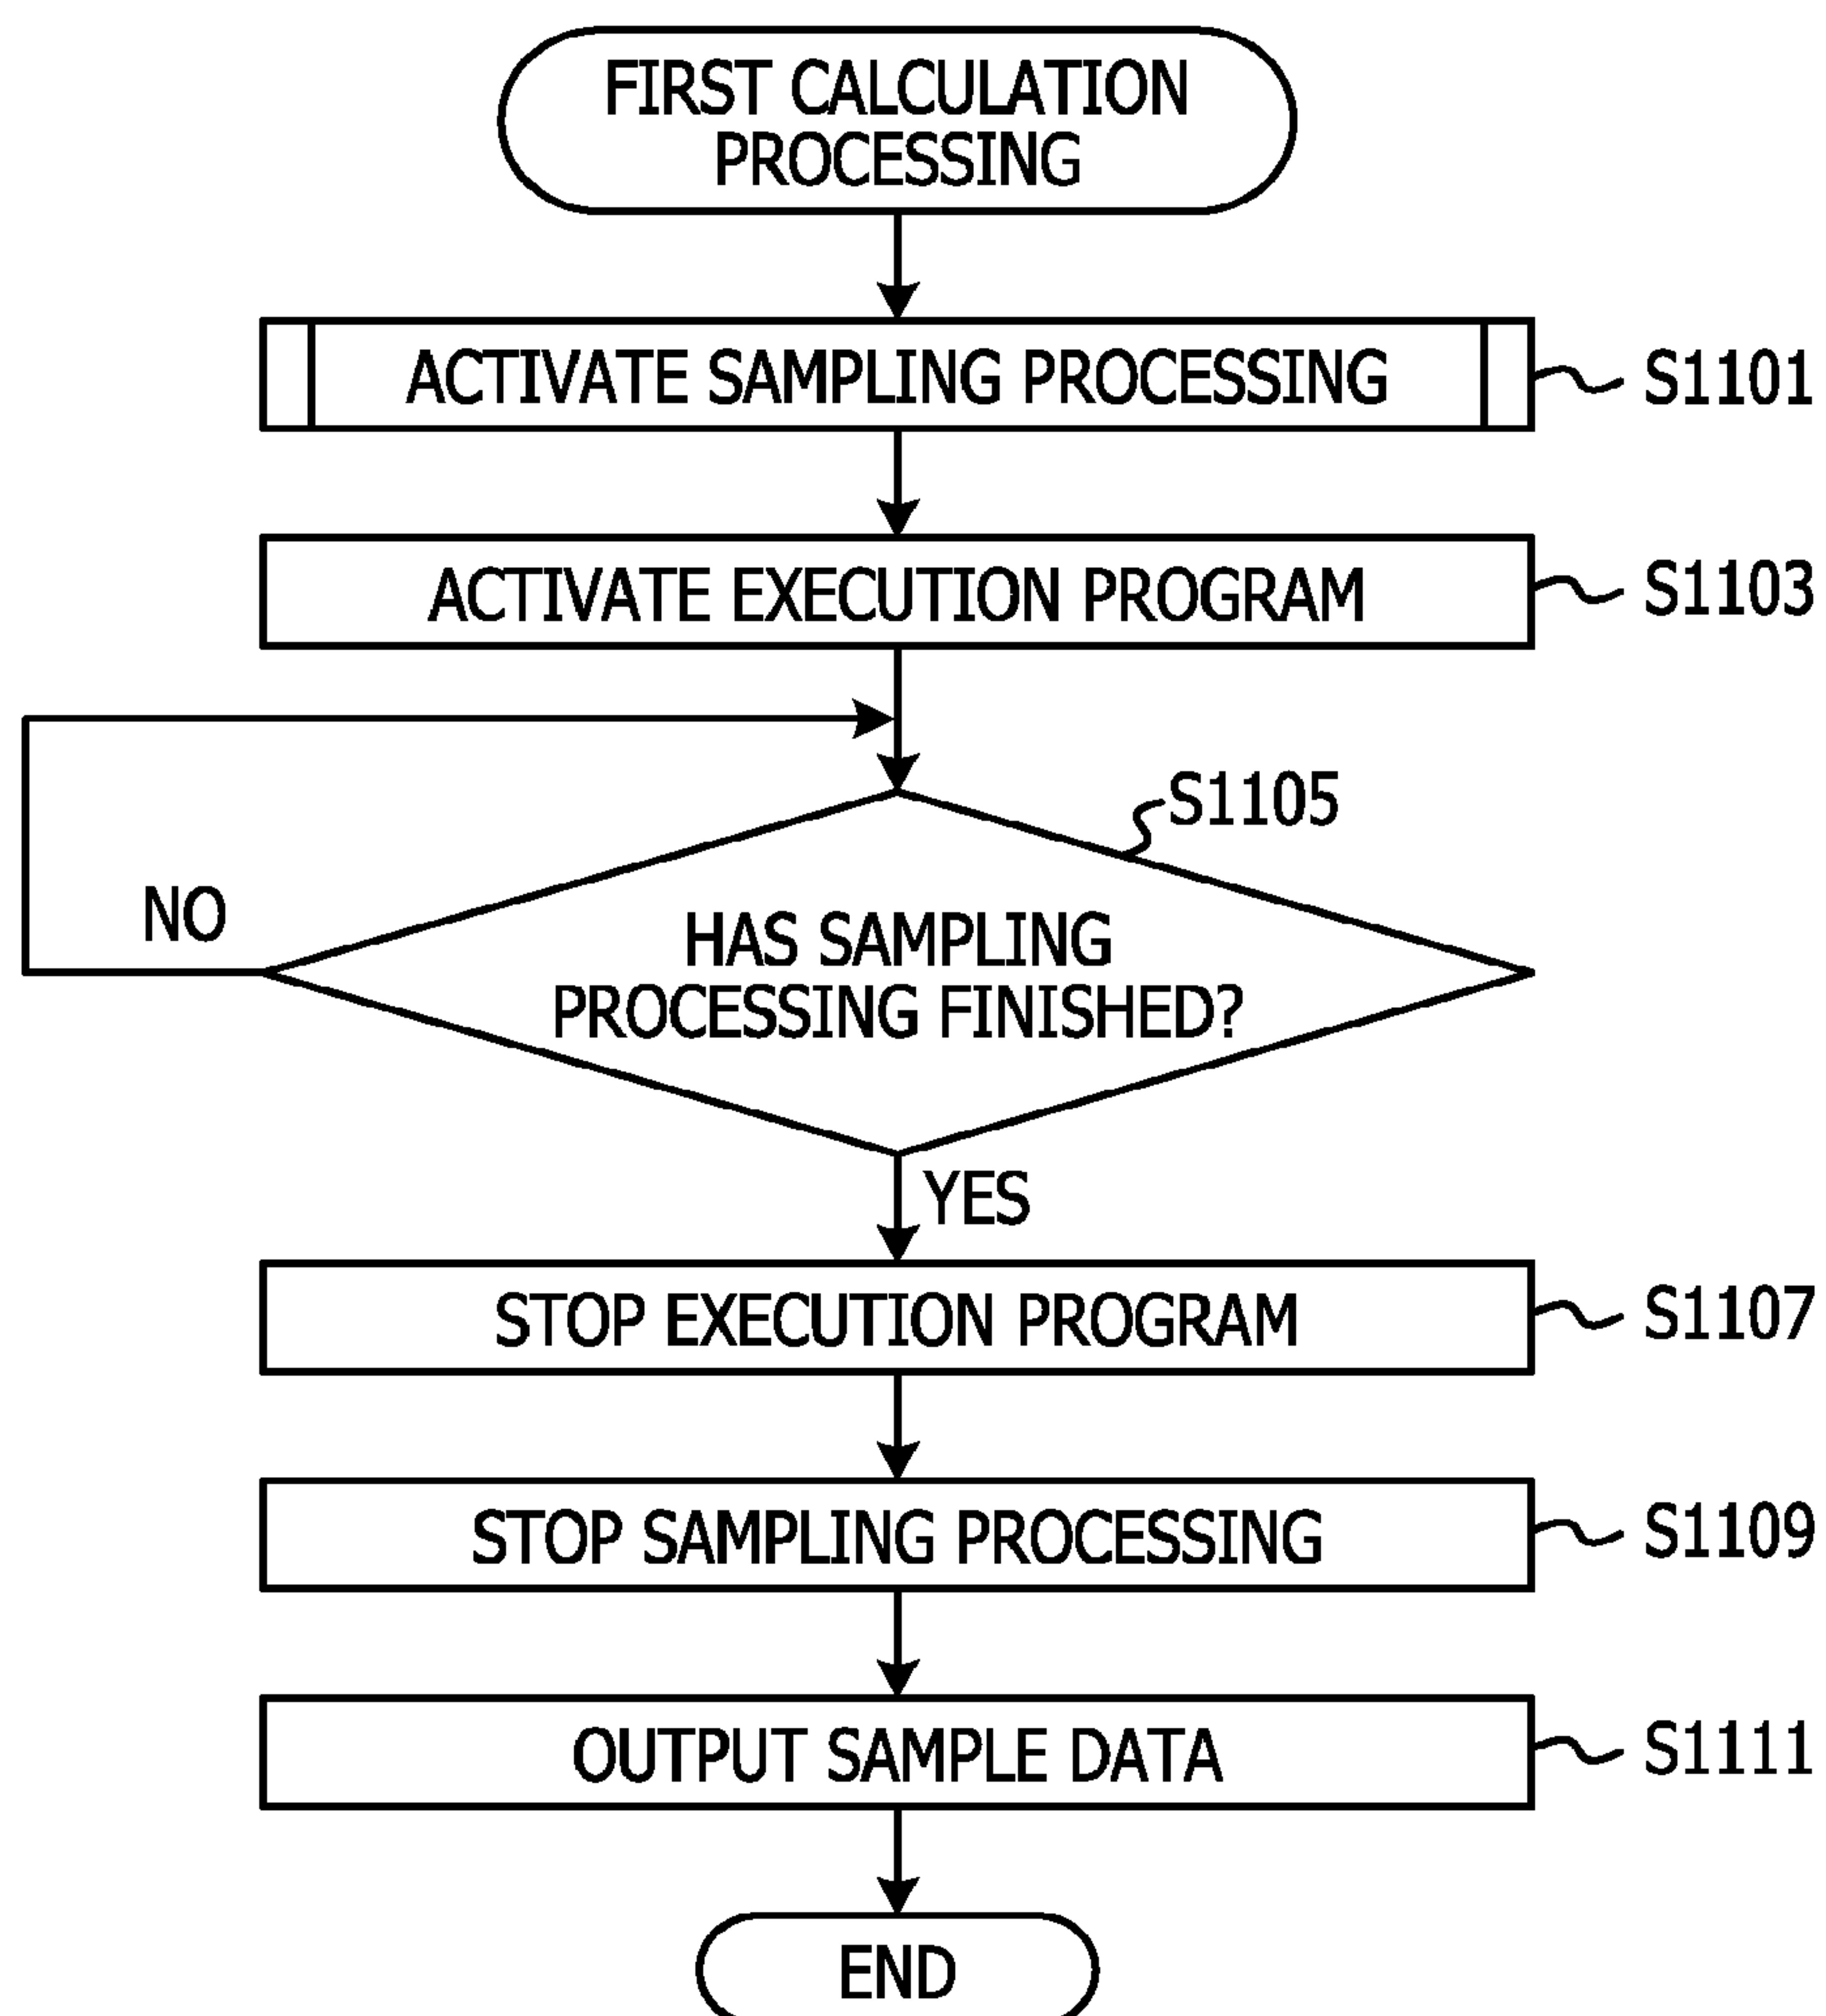 FIRST CALCULATION
PROCESSING
ACTIVATE SAMPLING PROCESSING
S1101
ACTIVATE EXECUTION PROGRAM
S1103
S1105
NO
HAS SAMPLING
PROCESSING FINISHED?
YES
STOP EXECUTION PROGRAM
S1107
STOP SAMPLING PROCESSING
S1109
OUTPUT SAMPLE DATA
S1111
END